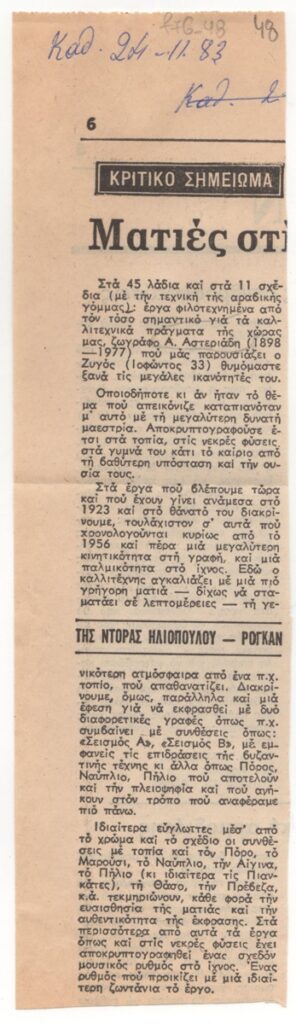 f76-48 48
Καθ. 24-11-83
Καθ. 2
6
ΚΡΙΤΙΚΟ ΣΗΜΕΙΩΜΑ
Ματιές στή
Στά 45 λάδια καί στά 11 σχέ-
δια (μέ τήν τεχνική τής αραβικής
γόμμας): έργα φιλοτεχνημένα από
τόν τόσο σημαντικό γιά τά καλ-
λιτεχνικά πράγματα τής χώρας
μας, ζωγράφο Α. Αστεριάδη (1898
—1977) πού μάς παρουσιάζει ο
Ζυγός (Ιοφώντος 33) θυμόμαστε
ξανά τίς μεγάλες ικανότητές του.
Οποιοδήποτε κι άν ήταν τό θέ-
μα πού απεικόνιζε καταπιανόταν
μ' αυτό μέ τή μεγαλύτερη δυνατή
μαεστρία. Αποκρυπτογραφούσε έ-
τσι στά τοπία, στίς νεκρές φύσεις,
στά γυμνά του κάτι τό καίριο από
τή βαθύτερη υπόσταση καί τήν ου-
σία τους.
Στά έργα πού βλέπουμε τώρα
καί πού έχουν γίνει ανάμεσα στό
1923 καί στό θάνατό του διακρί-
νουμε, τουλάχιστον σ' αυτά πού
χρονολογούνται κυρίως από τό
1956 καί πέρα μιά μεγαλύτερη
κινητικότητα στή γραφή, καί μιά
παλμικότητα στό ίχνος. Εδώ ο
καλλιτέχνης αγκαλιάζει μέ μιά πιό
γρήγορη ματιά — δίχως νά στα-
ματάει σέ λεπτομέρειες — τή γε-
ΤΗΣ ΝΤΟΡΑΣ ΗΛΙΟΠΟΥΛΟΥ — ΡΟΓΚΑΝ
νικότερη ατμόσφαιρα από ένα π.χ.
τοπίο, πού απαθανατίζει. Διακρί-
νουμε, όμως, παράλληλα καί μιά
έφεση γιά νά εκφρασθεί μέ δυό
διαφορετικές γραφές όπως π.χ.
συμβαίνει μέ συνθέσεις όπως:
«Σεισμός Α», «Σεισμός Β», μέ εμ-
φανείς τίς επιδράσεις τής βυζαν-
τινής τέχνης κι άλλα όπως Πόρος,
Ναύπλιο, Πήλιο πού αποτελούν
καί τήν πλειοψηφία καί πού ανή-
κουν στόν τρόπο πού αναφέραμε
πιό πάνω.
Ιδιαίτερα εύγλωττες μέσ' από
τό χρώμα καί τό σχέδιο οι συνθέ-
σεις μέ τοπία καί τόν Πόρο, τό
Μαρούσι, τό Ναύπλιο, τήν Αίγινα,
τό Πήλιο (κι ιδιαίτερα τίς Πιαν-
κάτες), τή Θάσο, τήν Πρέβεζα,
κ.ά. τεκμηριώνουν, κάθε φορά τήν
ευαισθησία τής ματιάς καί τήν
αυθεντικότητα τής έκφρασης. Στά
περισσότερα από αυτά τά έργα
όπως καί στίς νεκρές φύσεις έχει
αποκρυπτογραφηθεί ένας σχεδόν
μουσικός ρυθμός στό ίχνος. Ένας
ρυθμός πού προικίζει μέ μιά ιδιαί-
τερη ζωντάνια τό έργο.